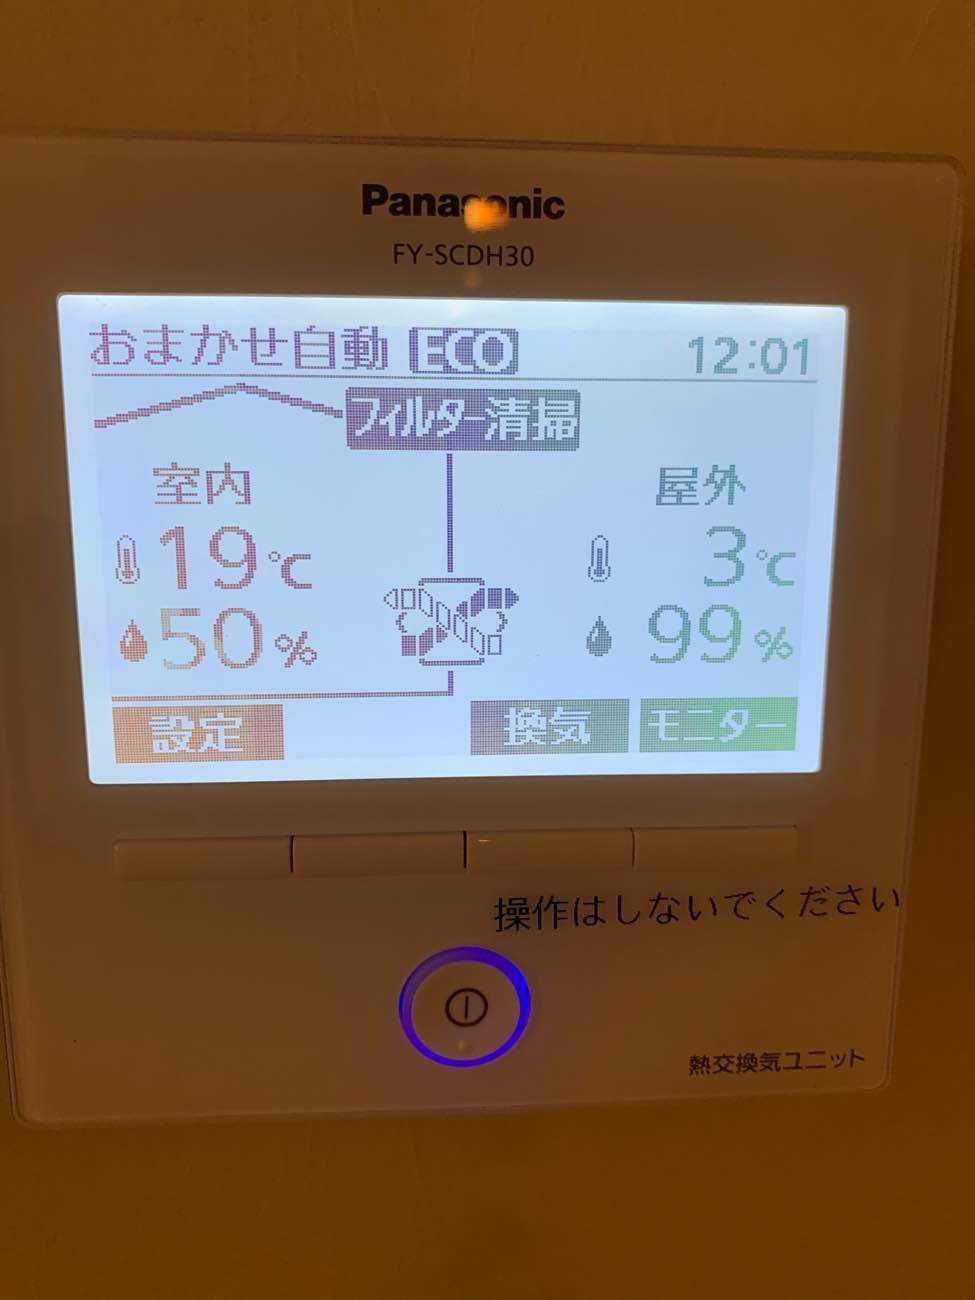 Panasonic
FY-SCDH30
おまかせ自動 ECO 12:01
フィルター清掃
室内 屋外
19℃ 3℃
50% 99%
設定 換気 モニター
操作はしないでください
熱交換気ユニット